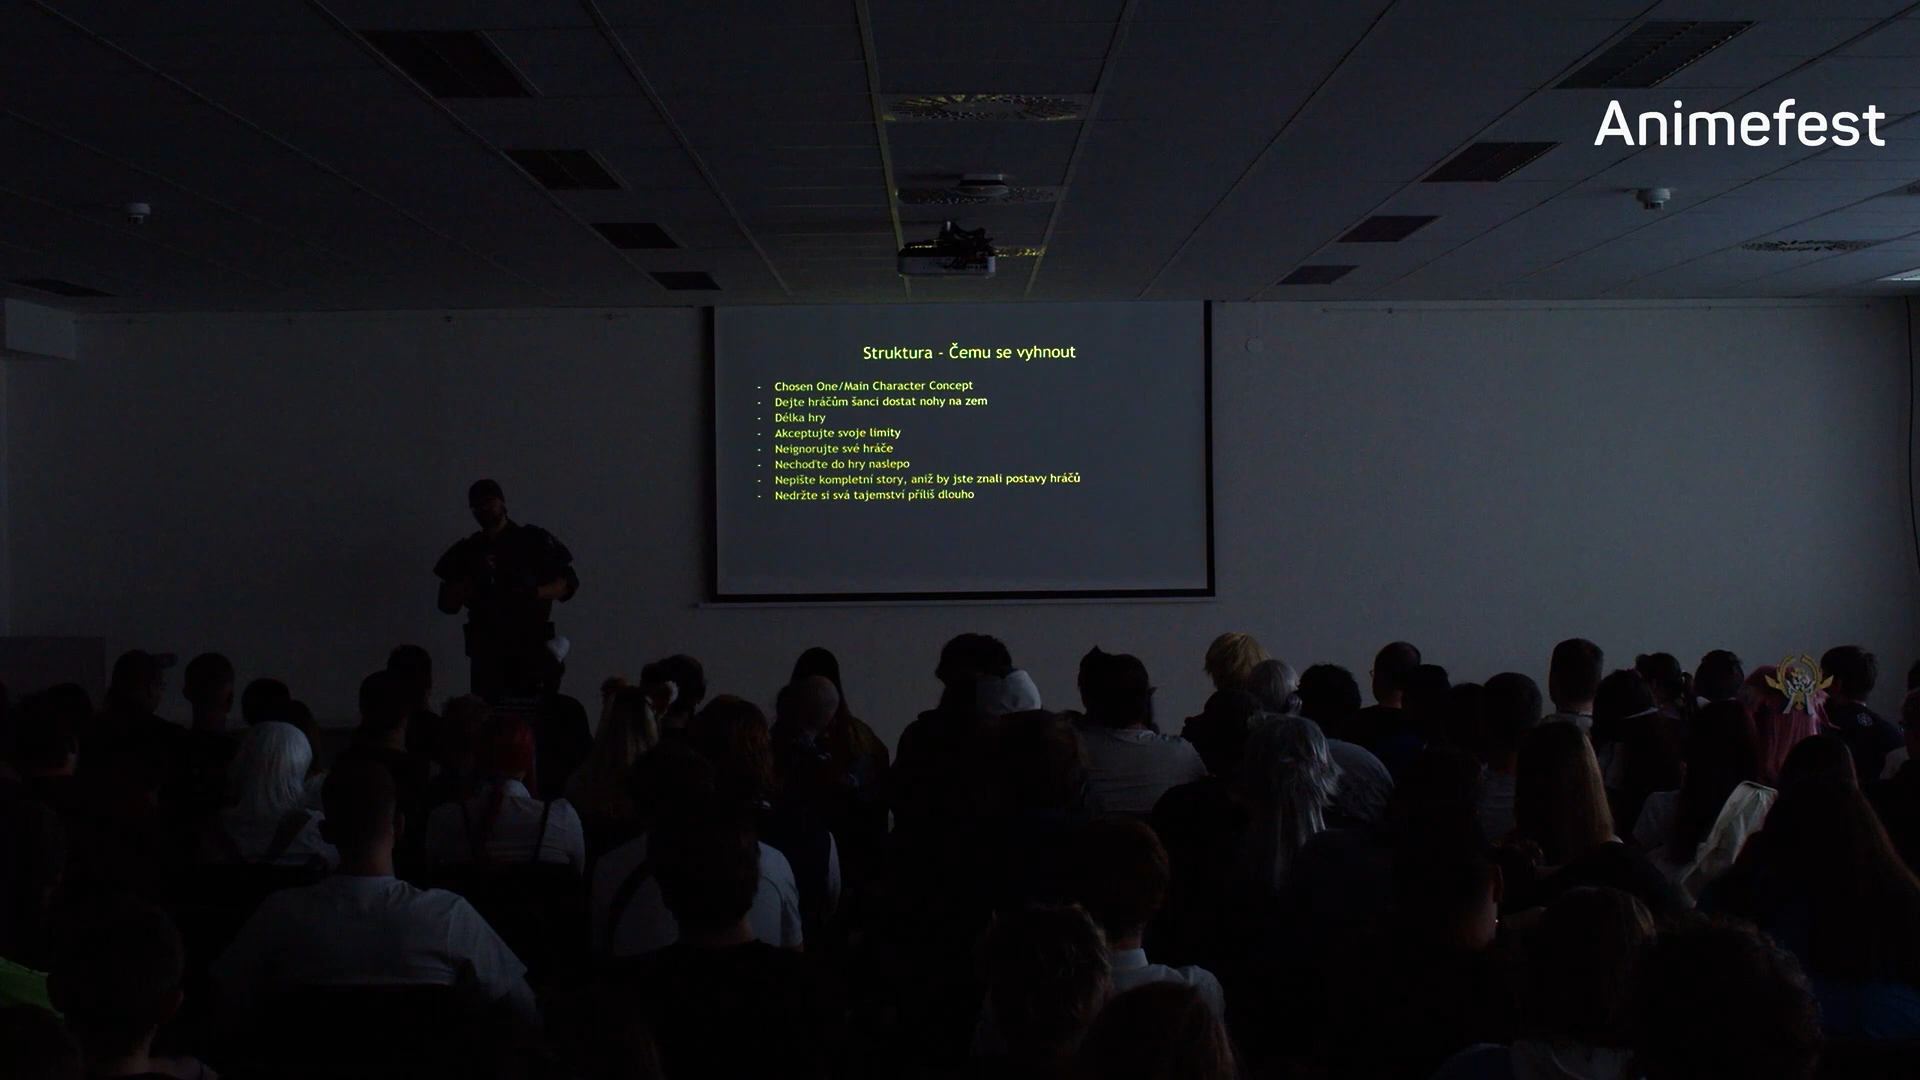 Animefest
Struktura - Čemu se vyhnout
- Chosen One/Main Character Concept
- Dejte hráčům šanci dostat nohy na zem
- Délka hry
- Akceptujte svoje limity
- Neignorujte své hráče
- Nechoďte do hry naslepo
- Nepište kompletní story, aniž by jste znali postavy hráčů
- Nedržte si svá tajemství příliš dlouho